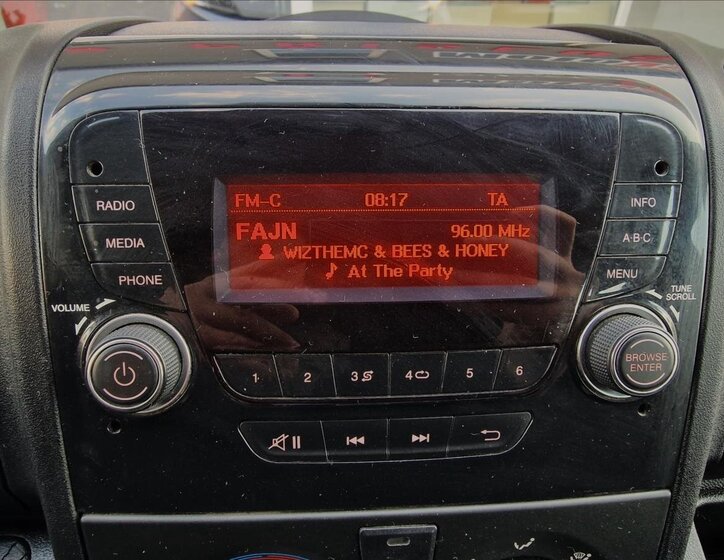 FM-C 08:17 TA
FAJN 96.00 MHz
WIZTHEMC & BEES & HONEY
At The Party
RADIO
MEDIA
PHONE
INFO
A·B·C
MENU
VOLUME
TUNE
SCROLL
BROWSE
ENTER
1 2 3 4 5 6